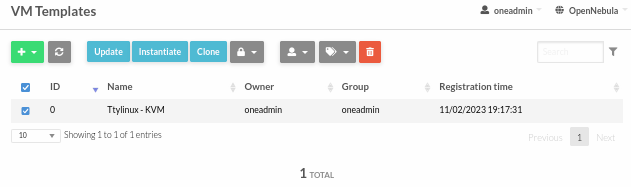 VM Templates
oneadmin OpenNebula
Update Instantiate Clone
Search
ID Name Owner Group Registration time
0 Ttylinux - KVM oneadmin oneadmin 11/02/2023 19:17:31
10 Showing 1 to 1 of 1 entries
Previous 1 Next
1 TOTAL